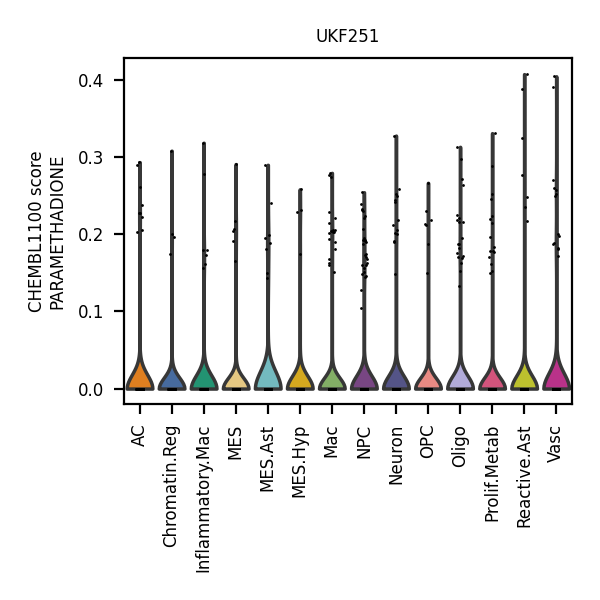 UKF251
CHEMBL1100 score
PARAMETHADIONE
0.4
0.3
0.2
0.1
0.0
AC
Chromatin.Reg
Inflammatory.Mac
MES
MES.Ast
MES.Hyp
Mac
NPC
Neuron
OPC
Oligo
Prolif.Metab
Reactive.Ast
Vasc